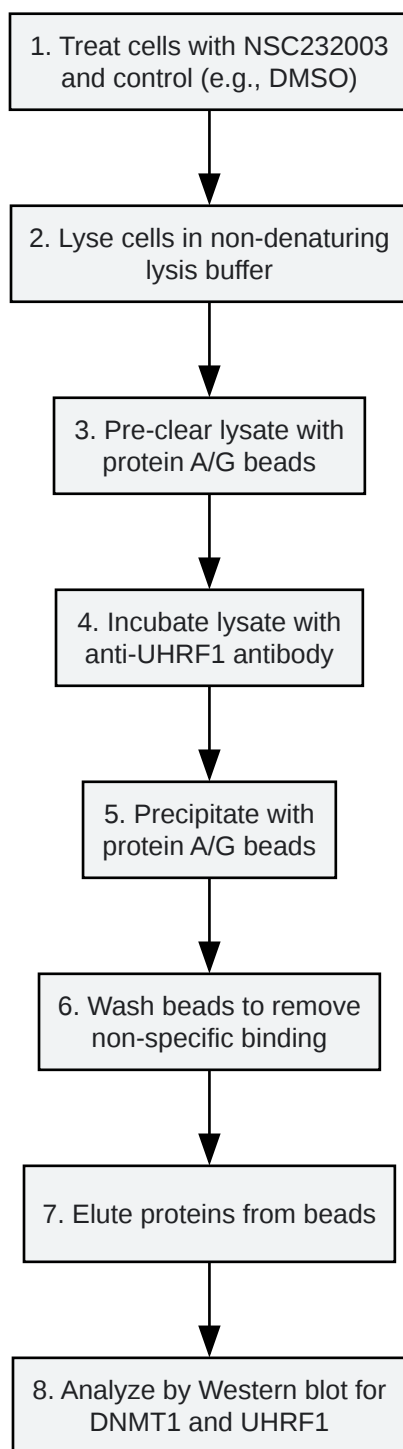 1. Treat cells with NSC232003
and control (e.g., DMSO)
2. Lyse cells in non-denaturing
lysis buffer
3. Pre-clear lysate with
protein A/G beads
4. Incubate lysate with
anti-UHRF1 antibody
5. Precipitate with
protein A/G beads
6. Wash beads to remove
non-specific binding
7. Elute proteins from beads
8. Analyze by Western blot for
DNMT1 and UHRF1